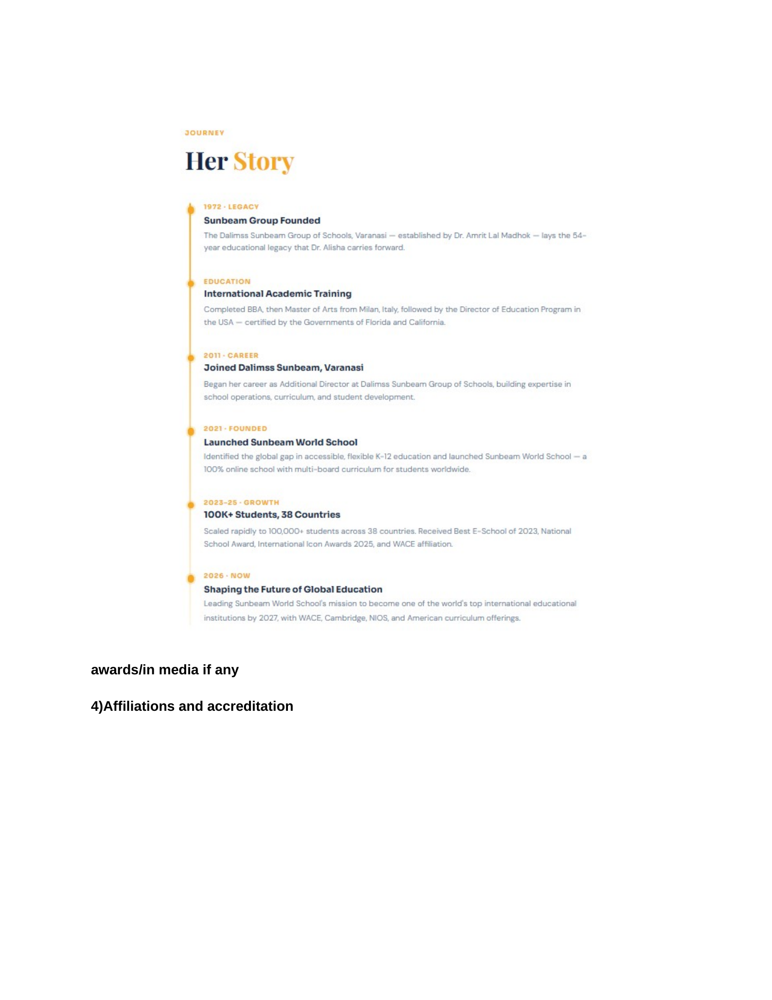 JOURNEY
Her Story
1972 · LEGACY
Sunbeam Group Founded
The Dalimss Sunbeam Group of Schools, Varanasi — established by Dr. Amrit Lal Madhok — lays the 54-
year educational legacy that Dr. Alisha carries forward.
EDUCATION
International Academic Training
Completed BBA, then Master of Arts from Milan, Italy, followed by the Director of Education Program in
the USA — certified by the Governments of Florida and California.
2011 · CAREER
Joined Dalimss Sunbeam, Varanasi
Began her career as Additional Director at Dalimss Sunbeam Group of Schools, building expertise in
school operations, curriculum, and student development.
2021 · FOUNDED
Launched Sunbeam World School
Identified the global gap in accessible, flexible K-12 education and launched Sunbeam World School — a
100% online school with multi-board curriculum for students worldwide.
2023–25 · GROWTH
100K+ Students, 38 Countries
Scaled rapidly to 100,000+ students across 38 countries. Received Best E-School of 2023, National
School Award, International Icon Awards 2025, and WACE affiliation.
2026 · NOW
Shaping the Future of Global Education
Leading Sunbeam World School's mission to become one of the world's top international educational
institutions by 2027, with WACE, Cambridge, NIOS, and American curriculum offerings.
awards/in media if any
4)Affiliations and accreditation